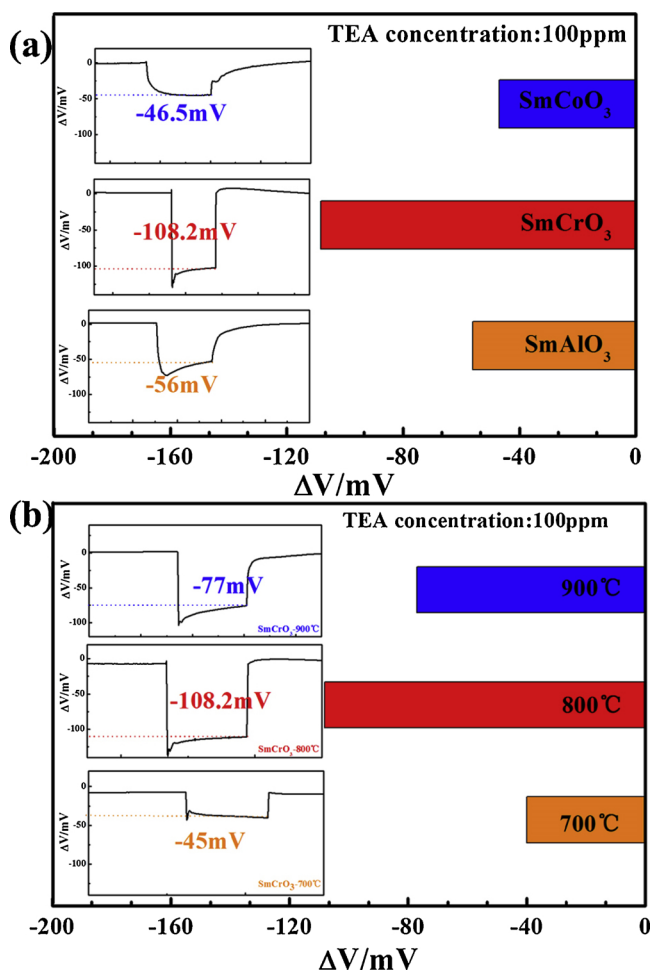 (a)
TEA concentration:100ppm
ΔV/mV
0
-50
-100
-46.5mV
SmCoO3
ΔV/mV
0
-50
-100
-108.2mV
SmCrO3
ΔV/mV
0
-50
-100
-56mV
SmAlO3
-200 -160 -120 -80 -40 0
ΔV/mV
(b)
TEA concentration:100ppm
ΔV/mV
0
-25
-50
-75
-100
-77mV
SmCrO3-900℃
900℃
ΔV/mV
0
-50
-100
-108.2mV
SmCrO3-800℃
800℃
ΔV/mV
0
-50
-100
-45mV
SmCrO3-700℃
700℃
-200 -160 -120 -80 -40 0
ΔV/mV